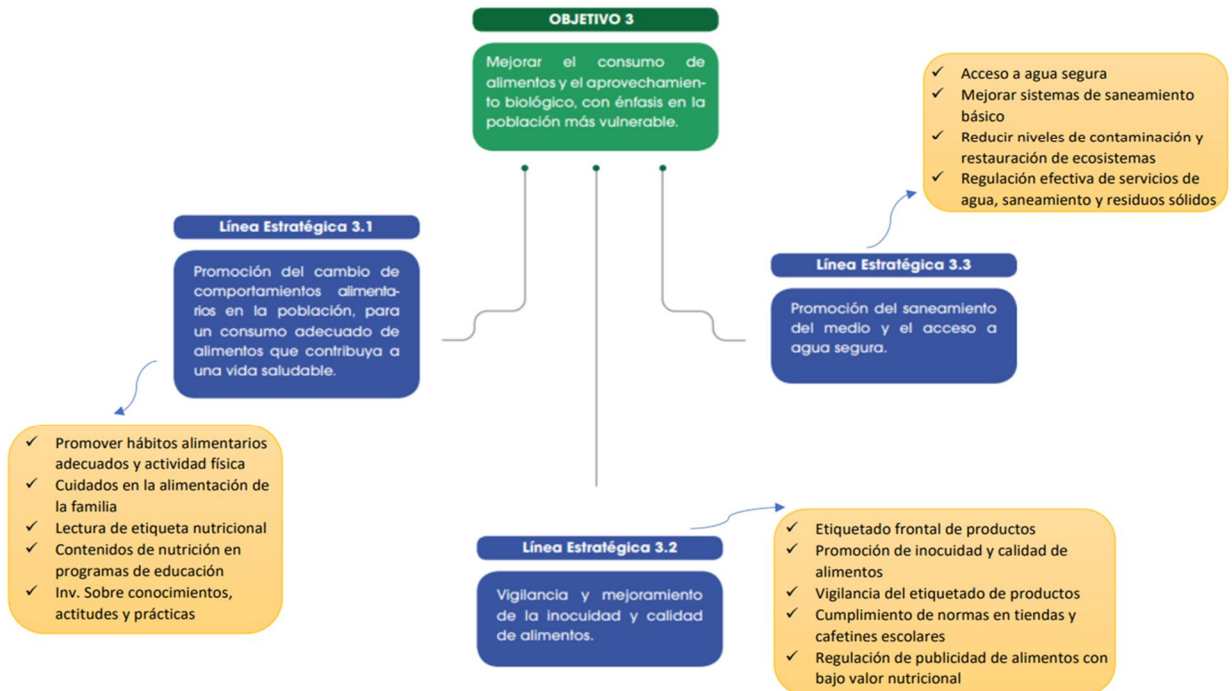 OBJETIVO 3
Mejorar el consumo de
alimentos y el aprovechamien-
to biológico, con énfasis en la
población más vulnerable.
Línea Estratégica 3.1
Promoción del cambio de
comportamientos alimenta-
rios en la población, para
un consumo adecuado de
alimentos que contribuya a
una vida saludable.
✓ Promover hábitos alimentarios
adecuados y actividad física
✓ Cuidados en la alimentación de
la familia
✓ Lectura de etiqueta nutricional
✓ Contenidos de nutrición en
programas de educación
✓ Inv. Sobre conocimientos,
actitudes y prácticas
Línea Estratégica 3.2
Vigilancia y mejoramiento
de la inocuidad y calidad
de alimentos.
✓ Etiquetado frontal de productos
✓ Promoción de inocuidad y calidad de
alimentos
✓ Vigilancia del etiquetado de productos
✓ Cumplimiento de normas en tiendas y
cafetines escolares
✓ Regulación de publicidad de alimentos con
bajo valor nutricional
Línea Estratégica 3.3
Promoción del saneamiento
del medio y el acceso a
agua segura.
✓ Acceso a agua segura
✓ Mejorar sistemas de saneamiento
básico
✓ Reducir niveles de contaminación y
restauración de ecosistemas
✓ Regulación efectiva de servicios de
agua, saneamiento y residuos sólidos